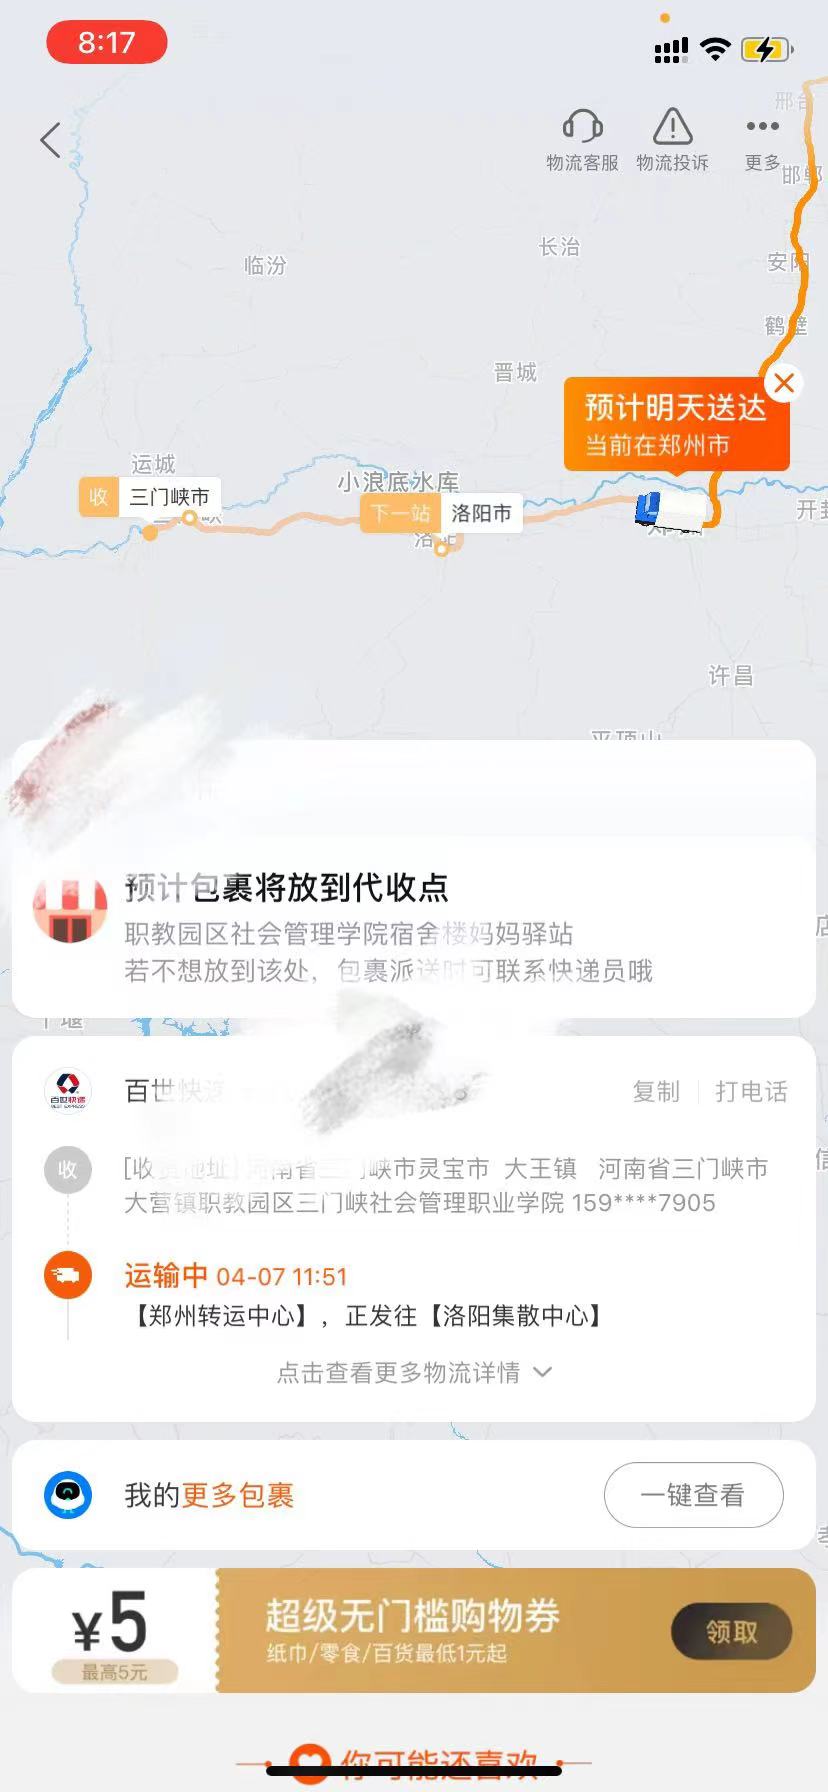 8:17
物流客服
物流投诉
更多
邢台
邯郸
长治
临汾
安阳
鹤壁
晋城
预计明天送达
当前在郑州市
运城
小浪底水库
收 三门峡市
下一站 洛阳市
许昌
平顶山
预计包裹将放到代收点
职教园区社会管理学院宿舍楼妈妈驿站
若不想放到该处，包裹派送时可联系快递员哦
十堰
百世快递
复制 打电话
收
[收货地址] 河南省三门峡市灵宝市 大王镇 河南省三门峡市
大营镇职教园区三门峡社会管理职业学院 159****7905
运输中 04-07 11:51
【郑州转运中心】，正发往【洛阳集散中心】
点击查看更多物流详情
我的更多包裹
一键查看
¥5
最高5元
超级无门槛购物券
纸巾/零食/百货最低1元起
领取
你可能还喜欢